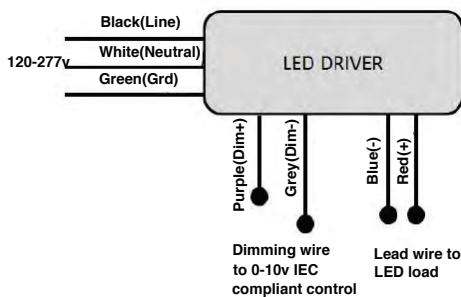 Black(Line)
White(Neutral)
120-277v
Green(Grd)
LED DRIVER
Purple(Dim+)
Grey(Dim-)
Blue(-)
Red(+)
Dimming wire
to 0-10v IEC
compliant control
Lead wire to
LED load